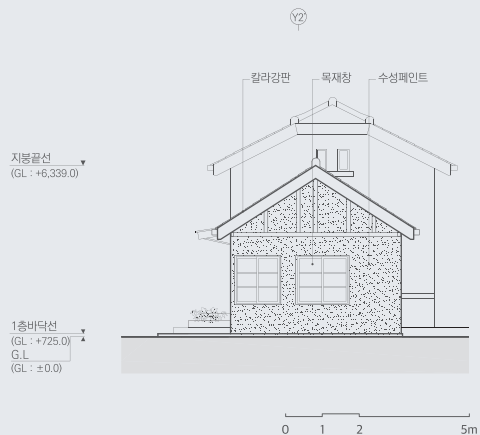 Y2'
칼라강판 목재창 수성페인트
지붕끝선
(GL : +6,339.0)
1층바닥선
(GL : +725.0)
G.L
(GL : ±0.0)
0 1 2 5m